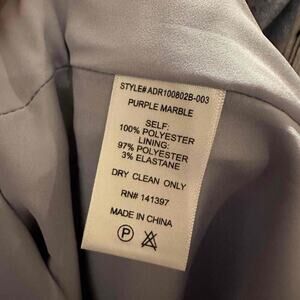 STYLE# ADR100802B-003
PURPLE MARBLE
SELF:
100% POLYESTER
LINING:
97% POLYESTER
3% ELASTANE
DRY CLEAN ONLY
RN# 141397
MADE IN CHINA
P